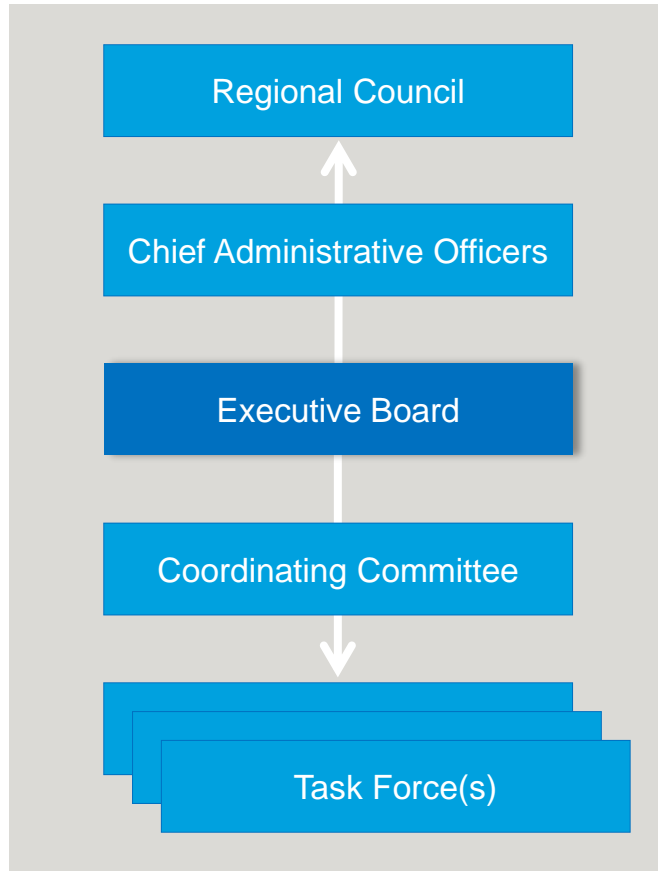 Regional Council
Chief Administrative Officers
Executive Board
Coordinating Committee
Task Force(s)